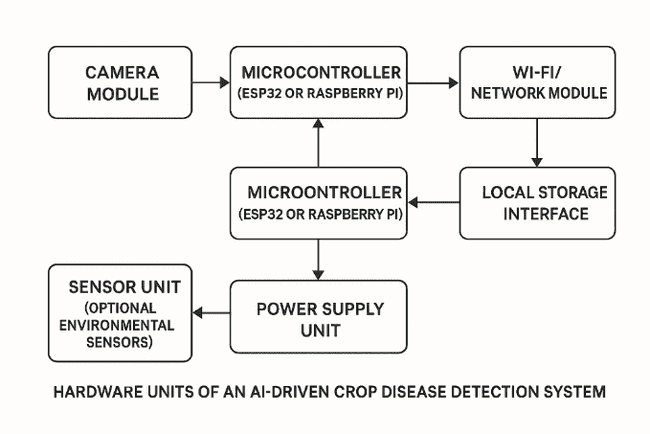 CAMERA
MODULE
MICROCONTROLLER
(ESP32 OR RASPBERRY PI)
WI-FI/
NETWORK MODULE
MICROONTROLLER
(ESP32 OR RASPBERRY PI)
LOCAL STORAGE
INTERFACE
SENSOR UNIT
(OPTIONAL
ENVIRONMENTAL
SENSORS)
POWER SUPPLY
UNIT
HARDWARE UNITS OF AN AI-DRIVEN CROP DISEASE DETECTION SYSTEM